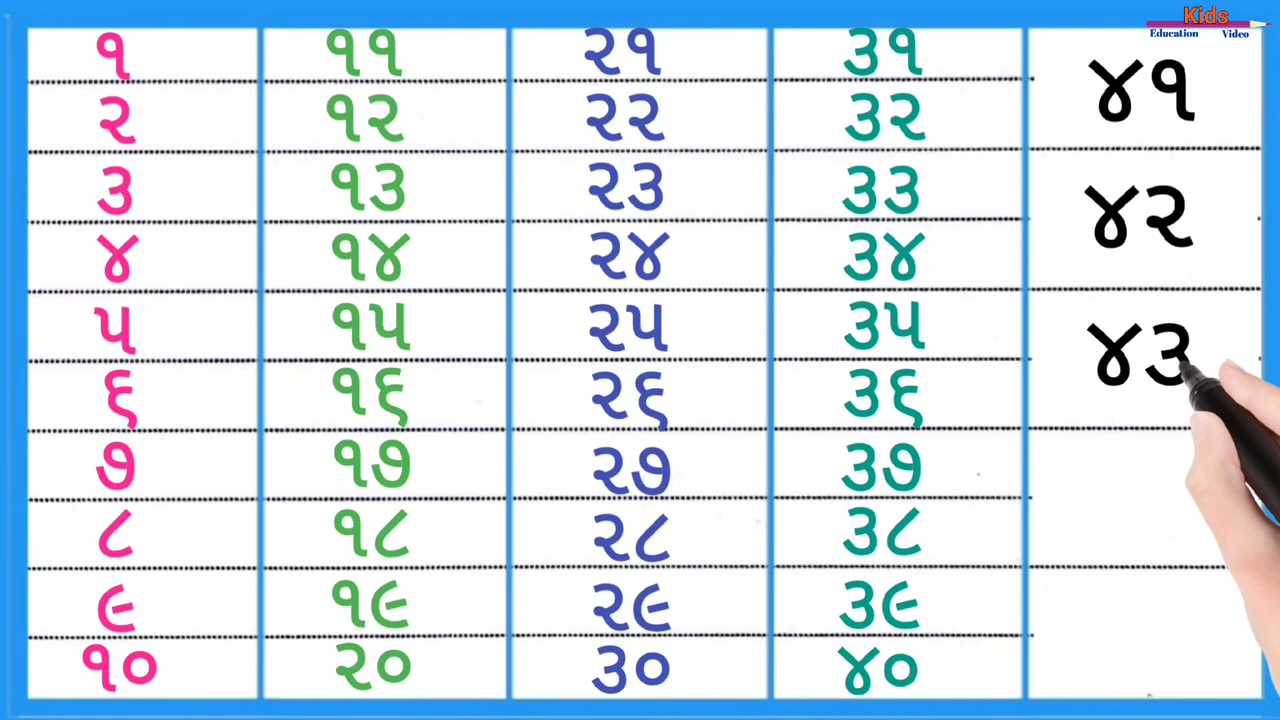 Kids
Education Video
૧ ૧૧ ૨૧ ૩૧ ૪૧
૨ ૧૨ ૨૨ ૩૨
૩ ૧૩ ૨૩ ૩૩ ૪૨
૪ ૧૪ ૨૪ ૩૪
૫ ૧૫ ૨૫ ૩૫ ૪૩
૬ ૧૬ ૨૬ ૩૬
૭ ૧૭ ૨૭ ૩૭
૮ ૧૮ ૨૮ ૩૮
૯ ૧૯ ૨૯ ૩૯
૧૦ ૨૦ ૩૦ ૪૦